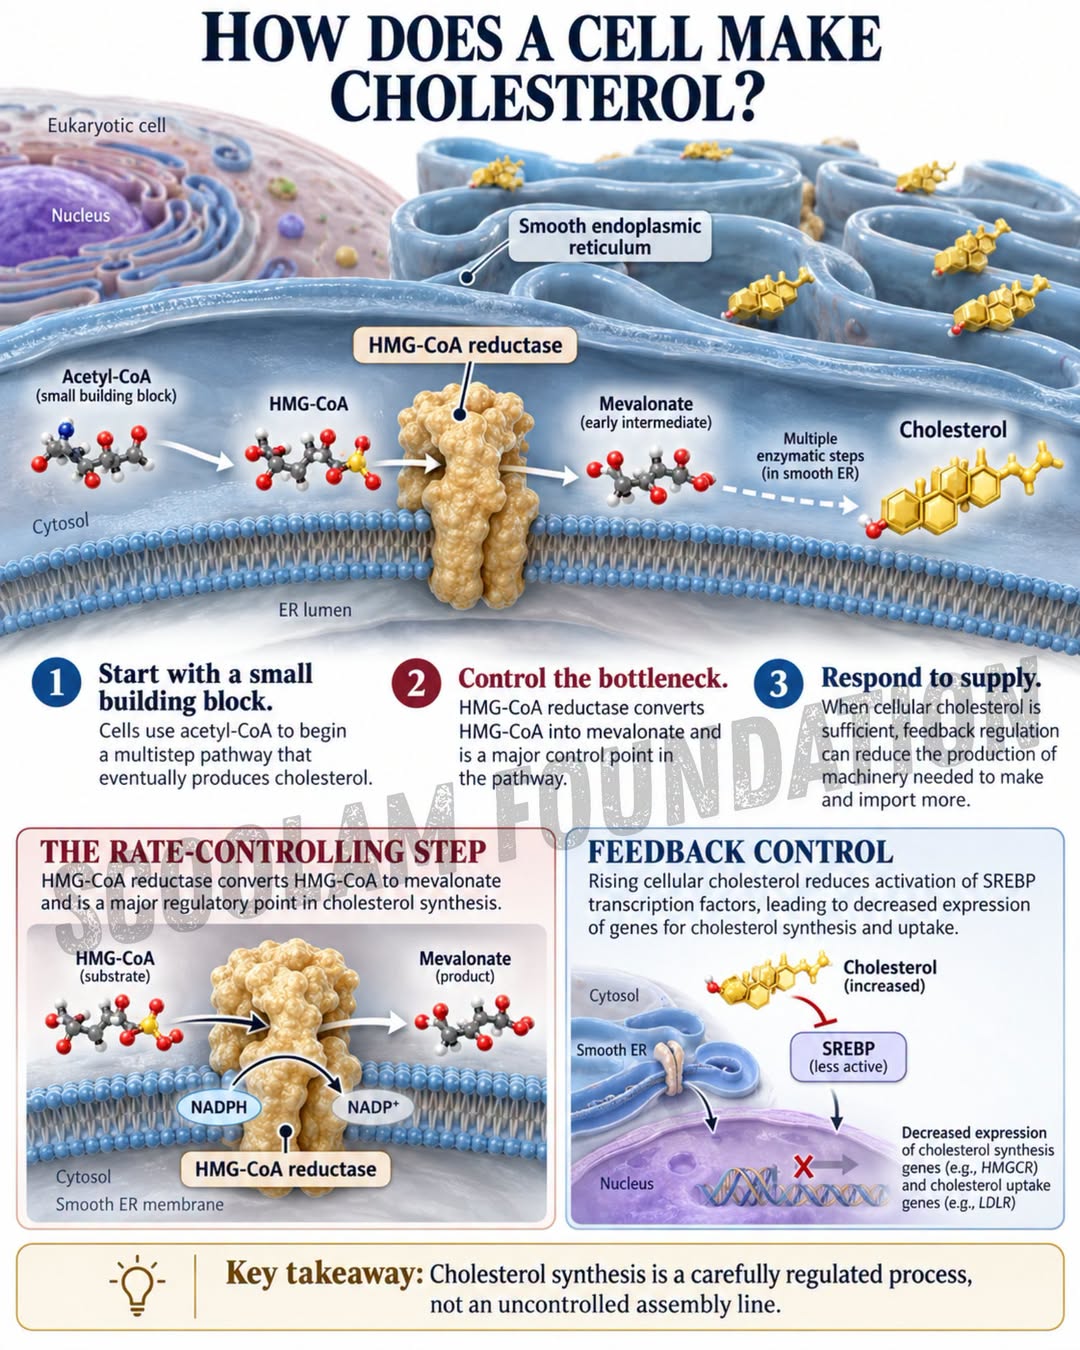 HOW DOES A CELL MAKE
CHOLESTEROL?
Eukaryotic cell
Nucleus
Smooth endoplasmic
reticulum
HMG-CoA reductase
Acetyl-CoA
(small building block)
HMG-CoA
Mevalonate
(early intermediate)
Multiple
enzymatic steps
(in smooth ER)
Cholesterol
Cytosol
ER lumen
1
Start with a small
building block.
Cells use acetyl-CoA to begin
a multistep pathway that
eventually produces cholesterol.
2
Control the bottleneck.
HMG-CoA reductase converts
HMG-CoA into mevalonate and
is a major control point in
the pathway.
3
Respond to supply.
When cellular cholesterol is
sufficient, feedback regulation
can reduce the production of
machinery needed to make
and import more.
SCOOLAM FOUNDATION
THE RATE-CONTROLLING STEP
HMG-CoA reductase converts HMG-CoA to mevalonate
and is a major regulatory point in cholesterol synthesis.
HMG-CoA
(substrate)
Mevalonate
(product)
NADPH
NADP⁺
HMG-CoA reductase
Cytosol
Smooth ER membrane
FEEDBACK CONTROL
Rising cellular cholesterol reduces activation of SREBP
transcription factors, leading to decreased expression
of genes for cholesterol synthesis and uptake.
Cholesterol
(increased)
Cytosol
Smooth ER
SREBP
(less active)
Nucleus
Decreased expression
of cholesterol synthesis
genes (e.g., HMGCR)
and cholesterol uptake
genes (e.g., LDLR)
Key takeaway: Cholesterol synthesis is a carefully regulated process,
not an uncontrolled assembly line.